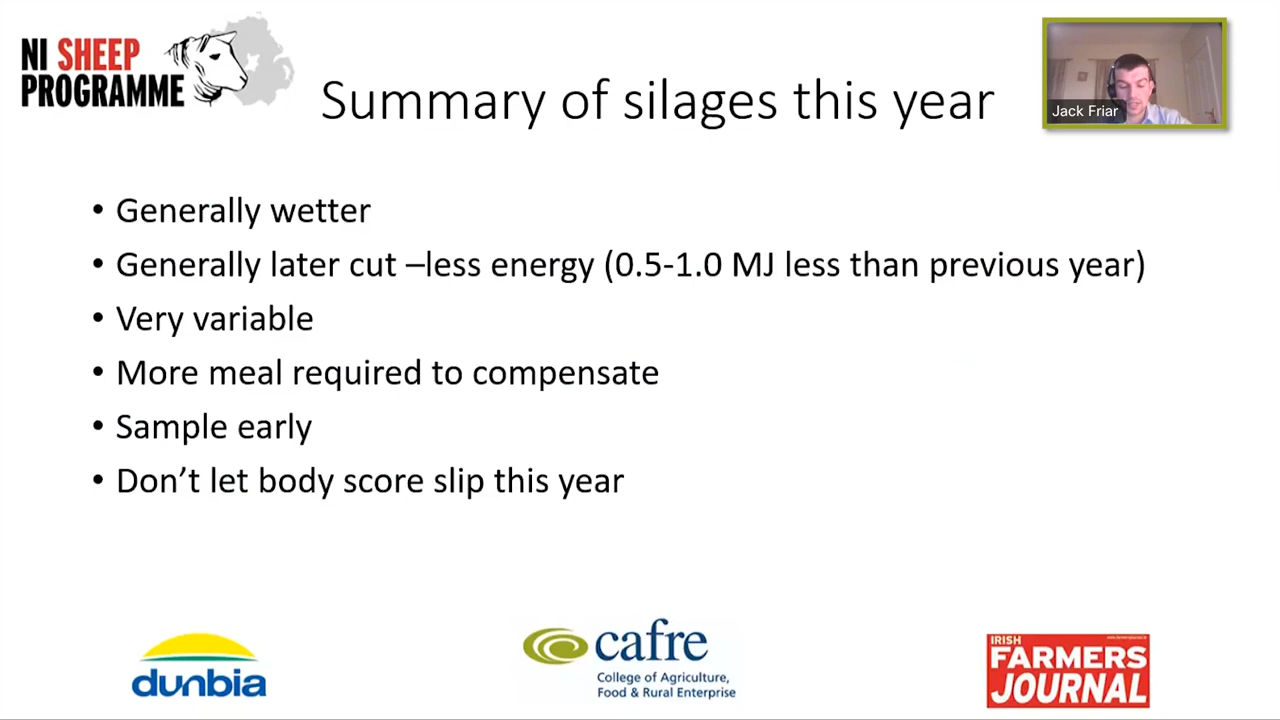 NI SHEEP
PROGRAMME
Summary of silages this year
Jack Friar
• Generally wetter
• Generally later cut –less energy (0.5-1.0 MJ less than previous year)
• Very variable
• More meal required to compensate
• Sample early
• Don’t let body score slip this year
dunbia
cafre
College of Agriculture,
Food & Rural Enterprise
IRISH
FARMERS
JOURNAL